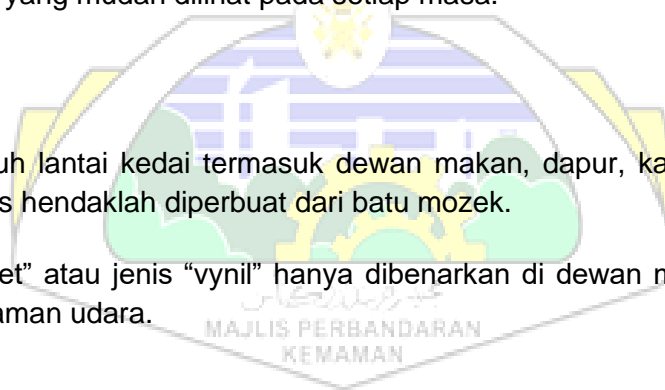 yang mudah dilihat pada setiap masa.
uh lantai kedai termasuk dewan makan, dapur, ka
s hendaklah diperbuat dari batu mozek.
et” atau jenis “vynil” hanya dibenarkan di dewan m
aman udara.
MAJLIS PERBANDARAN
KEMAMAN